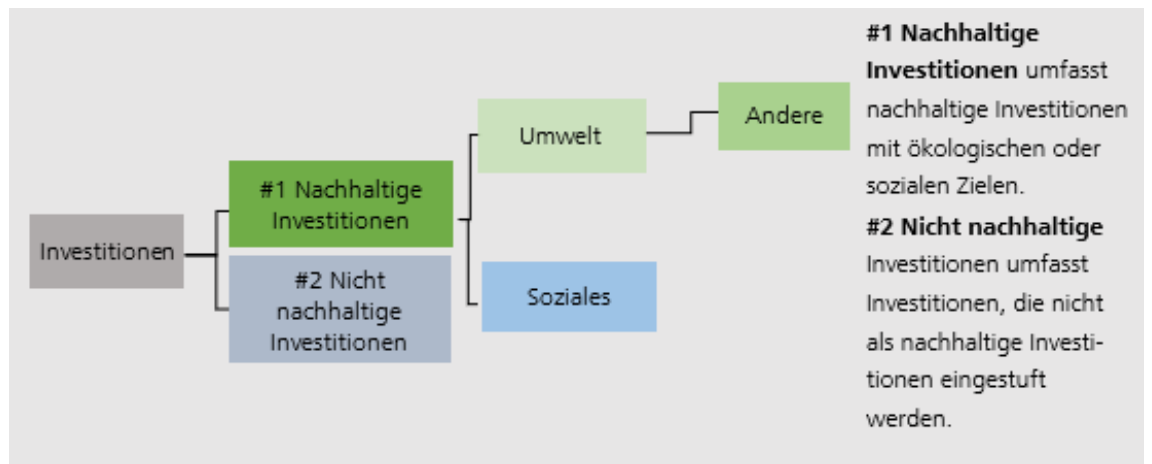 Investitionen
#1 Nachhaltige
Investitionen
#2 Nicht
nachhaltige
Investitionen
Umwelt
Soziales
Andere
#1 Nachhaltige
Investitionen umfasst
nachhaltige Investitionen
mit ökologischen oder
sozialen Zielen.
#2 Nicht nachhaltige
Investitionen umfasst
Investitionen, die nicht
als nachhaltige Investi-
tionen eingestuft
werden.